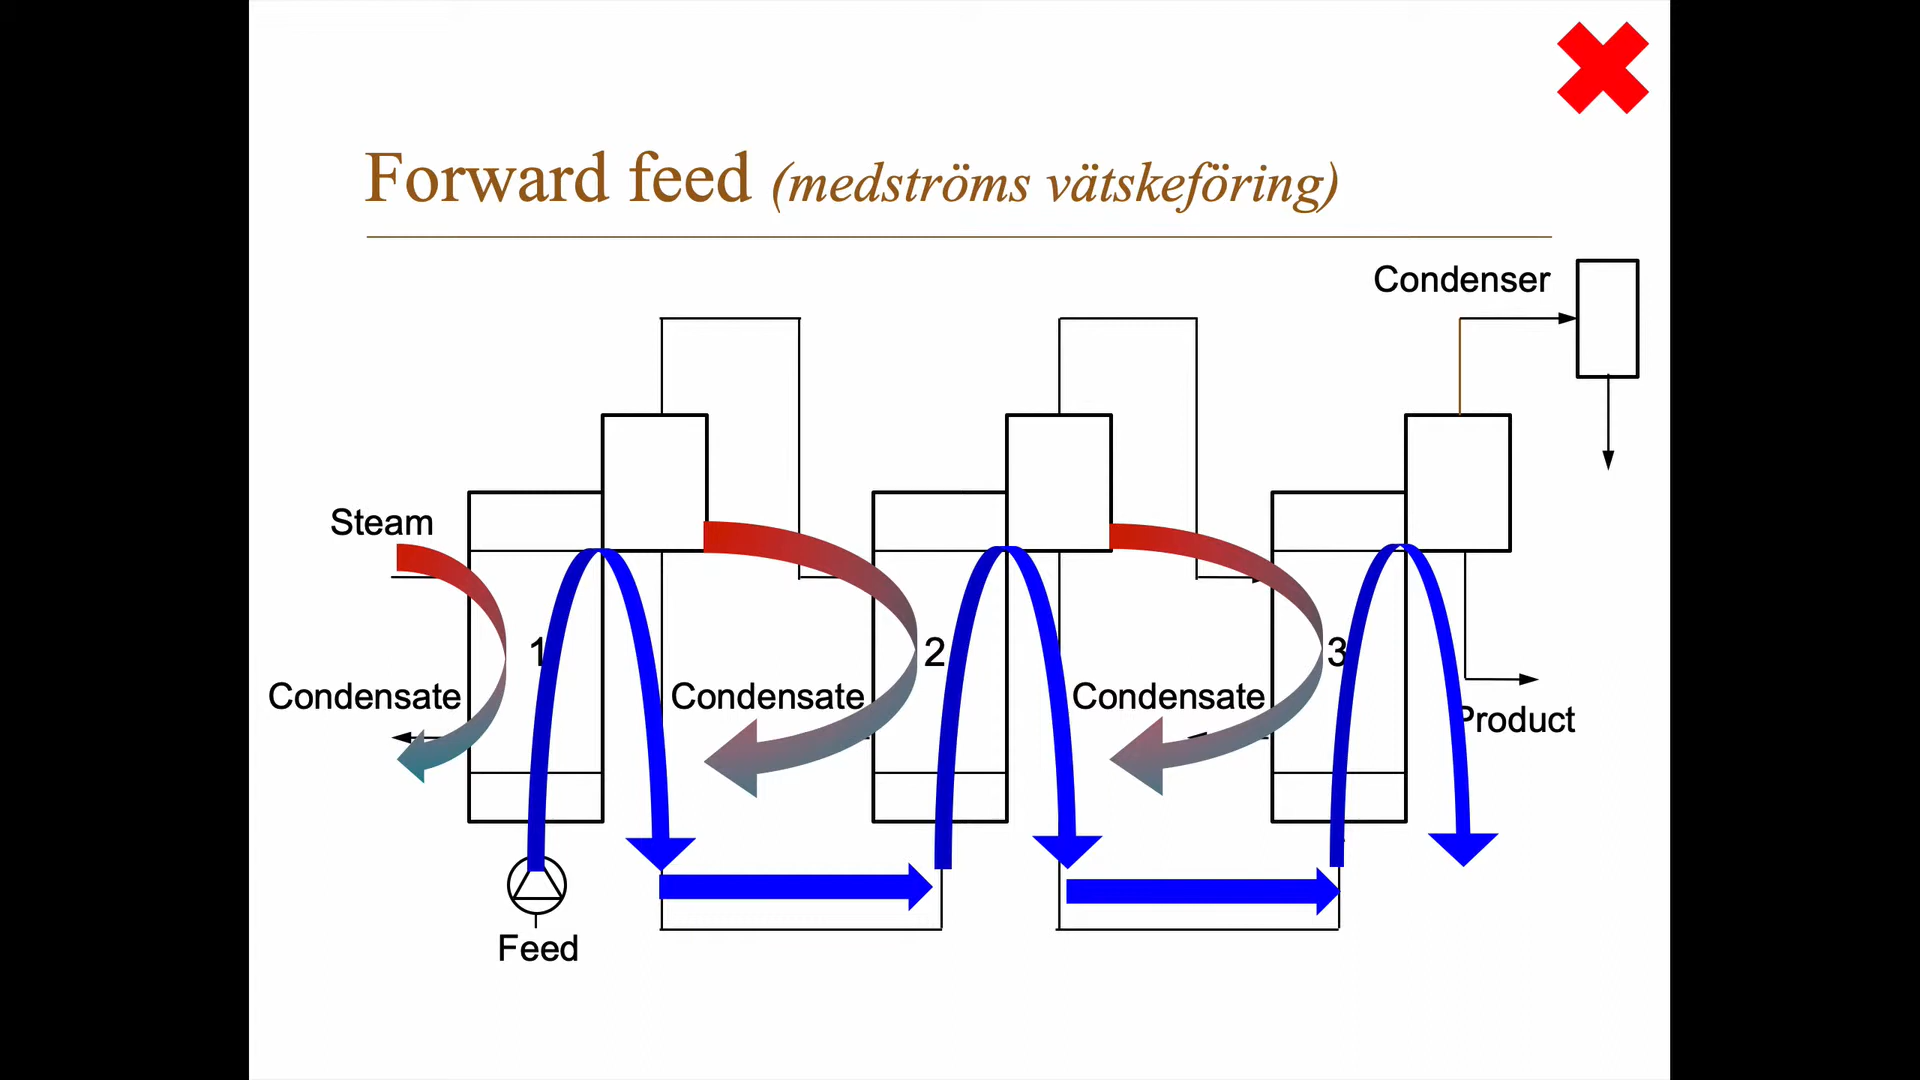 Forward feed (medströms vätskeföring)
Condenser
Steam
1
2
3
Condensate
Condensate
Condensate
Product
Feed